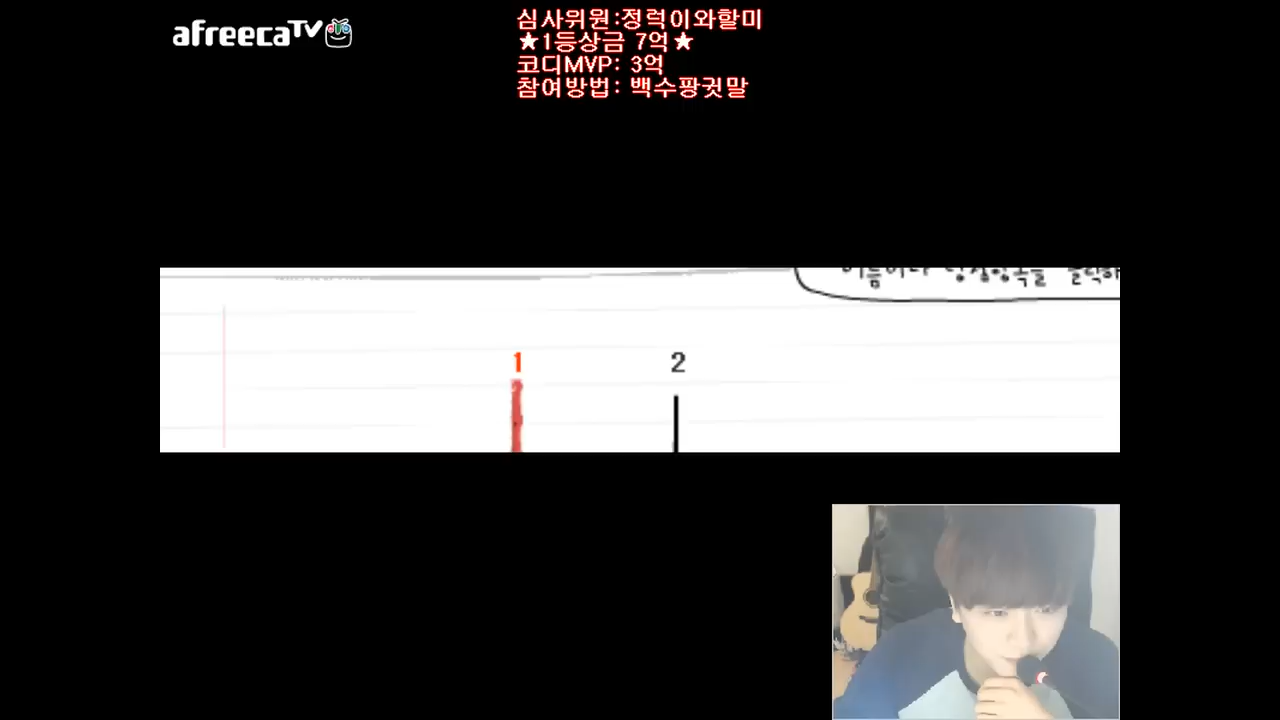 afreecaTV
심사위원:정럭이와할미
★1등상금 7억★
코디MVP: 3억
참여방법: 백수팡귓말
1
2